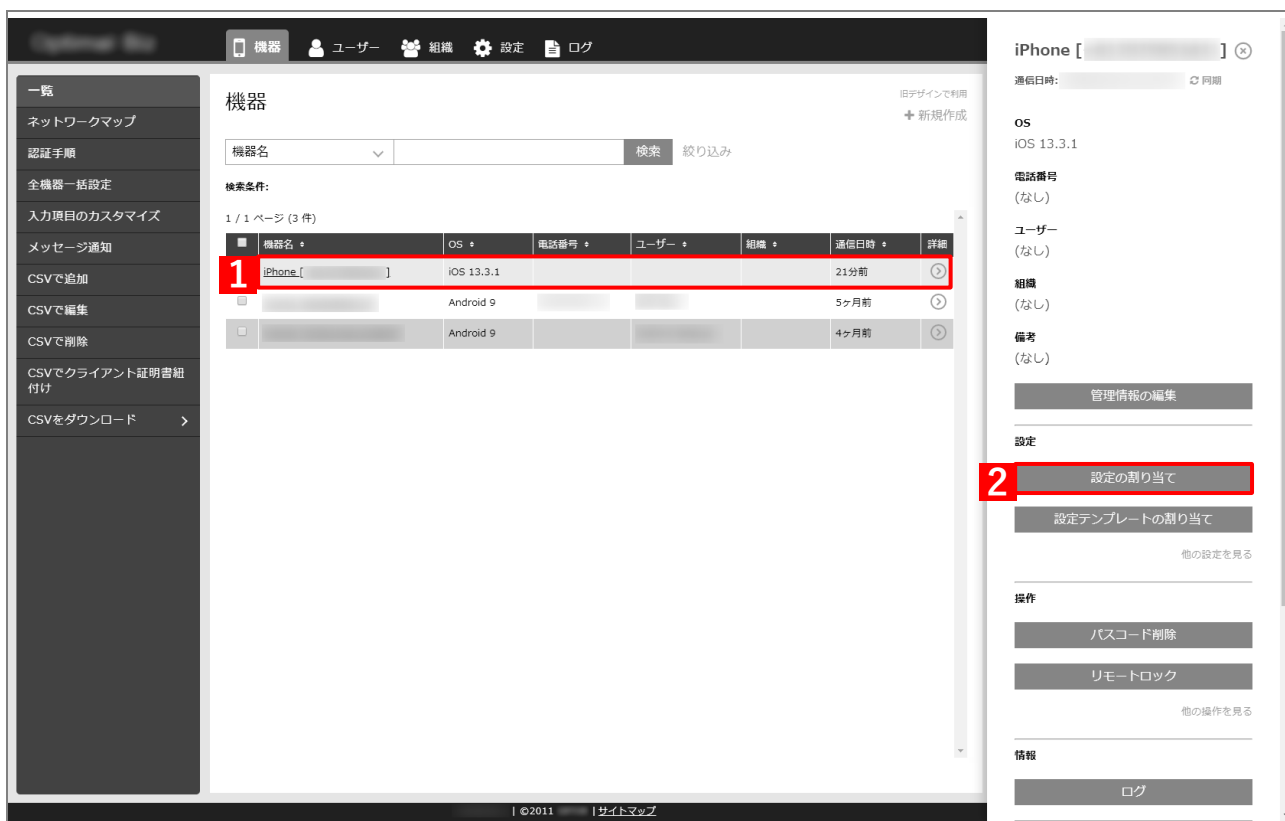 機器 ユーザー 組織 設定 ログ
一覧
ネットワークマップ
認証手順
全機器一括設定
入力項目のカスタマイズ
メッセージ通知
CSVで追加
CSVで編集
CSVで削除
CSVでクライアント証明書紐
付け
CSVをダウンロード
機器
旧デザインで利用
新規作成
機器名 検索 絞り込み
検索条件:
1 / 1 ページ (3 件)
機器名 OS 電話番号 ユーザー 組織 通信日時 詳細
1 iPhone [ ] iOS 13.3.1 21分前
Android 9 5ヶ月前
Android 9 4ヶ月前
| ©2011 | サイトマップ
iPhone [ ]
通信日時: 同期
OS
iOS 13.3.1
電話番号
(なし)
ユーザー
(なし)
組織
(なし)
備考
(なし)
管理情報の編集
設定
2 設定の割り当て
設定テンプレートの割り当て
他の設定を見る
操作
パスコード削除
リモートロック
他の操作を見る
情報
ログ